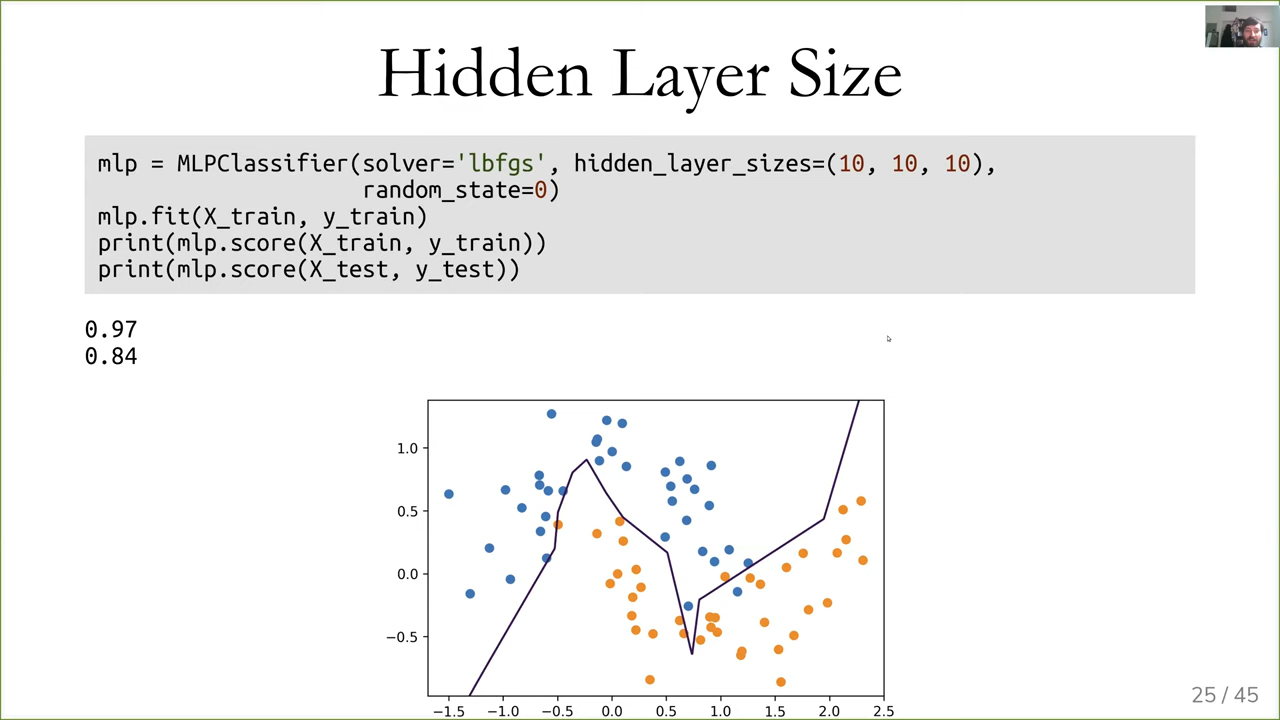 Hidden Layer Size
mlp = MLPClassifier(solver='lbfgs', hidden_layer_sizes=(10, 10, 10),
random_state=0)
mlp.fit(X_train, y_train)
print(mlp.score(X_train, y_train))
print(mlp.score(X_test, y_test))
0.97
0.84
1.0
0.5
0.0
−0.5
−1.5 −1.0 −0.5 0.0 0.5 1.0 1.5 2.0 2.5
25 / 45